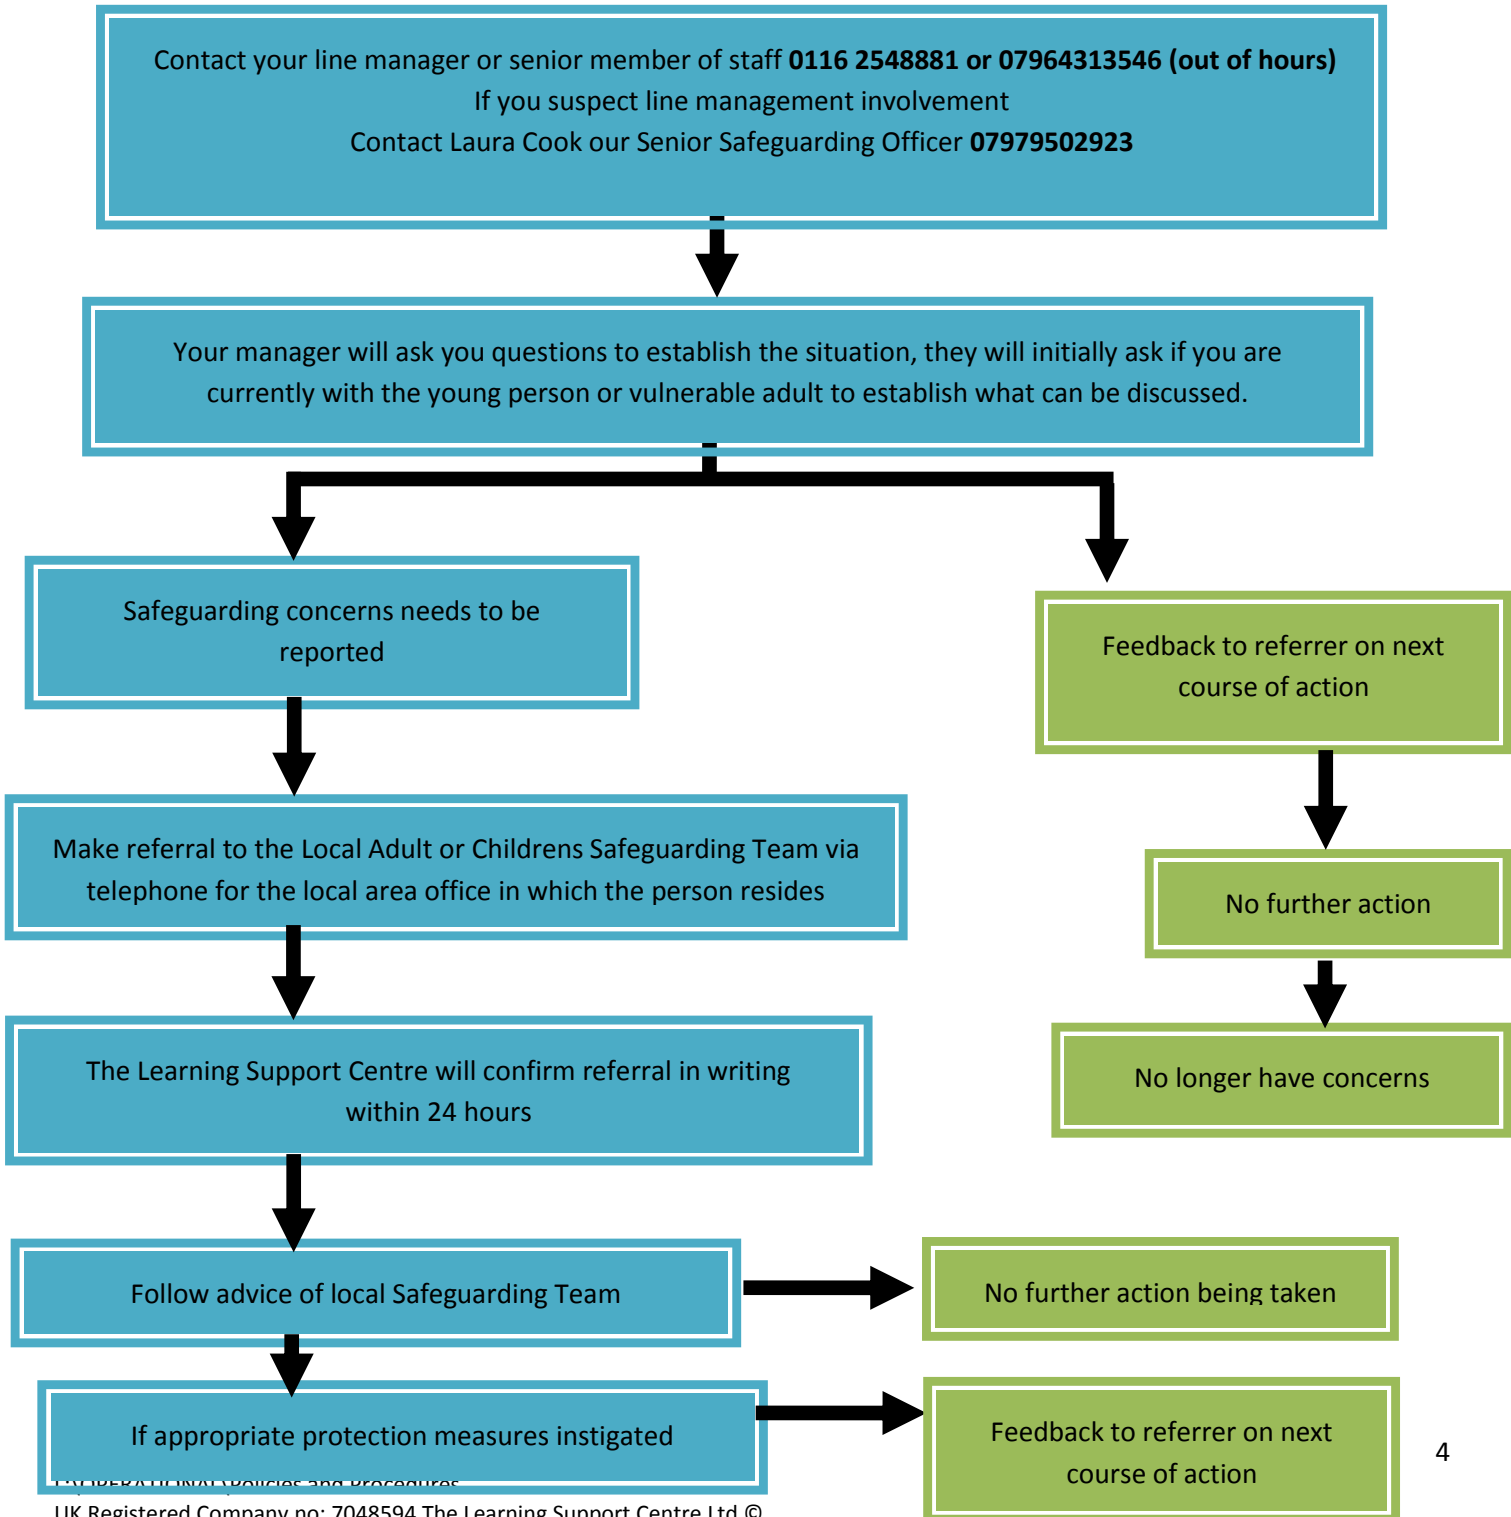 Contact your line manager or senior member of staff 0116 2548881 or 07964313546 (out of hours)
If you suspect line management involvement
Contact Laura Cook our Senior Safeguarding Officer 07979502923
Your manager will ask you questions to establish the situation, they will initially ask if you are
currently with the young person or vulnerable adult to establish what can be discussed.
Safeguarding concerns needs to be
reported
Feedback to referrer on next
course of action
Make referral to the Local Adult or Childrens Safeguarding Team via
telephone for the local area office in which the person resides
No further action
The Learning Support Centre will confirm referral in writing
within 24 hours
No longer have concerns
Follow advice of local Safeguarding Team
No further action being taken
If appropriate protection measures instigated
Feedback to referrer on next
course of action
4
\OPERATIONAL\Policies and Procedures
UK Registered Company no: 7048594 The Learning Support Centre Ltd ©